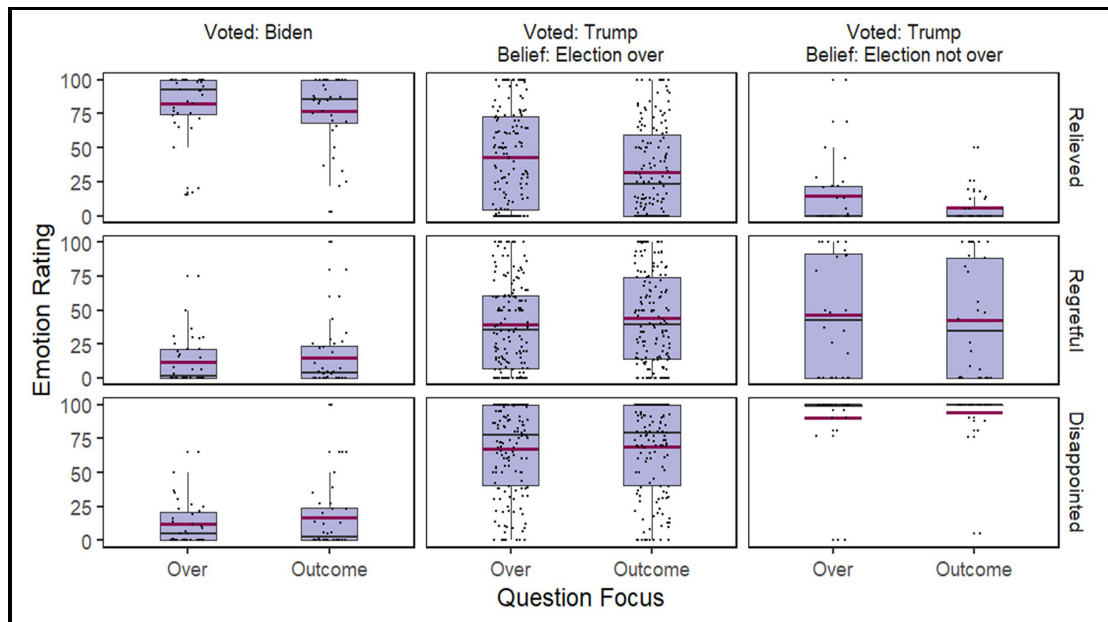 Voted: Biden
Voted: Trump
Belief: Election over
Voted: Trump
Belief: Election not over
Emotion Rating
100
75
50
25
0
Relieved
100
75
50
25
0
Regretful
100
75
50
25
0
Disappointed
Over
Outcome
Over
Outcome
Over
Outcome
Question Focus